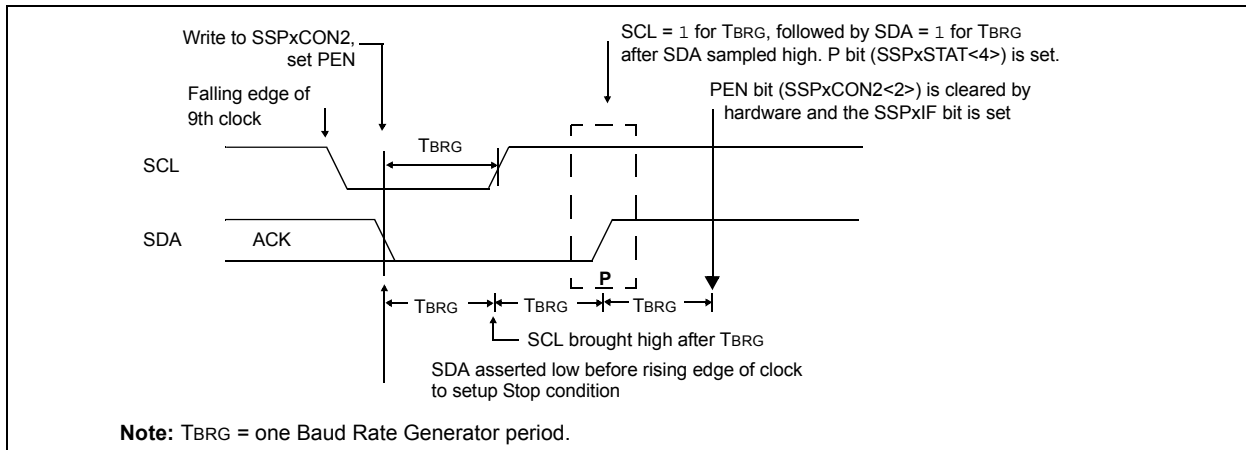 Write to SSPxCON2,
set PEN
SCL = 1 for TBRG, followed by SDA = 1 for TBRG
after SDA sampled high. P bit (SSPxSTAT<4>) is set.
Falling edge of
9th clock
PEN bit (SSPxCON2<2>) is cleared by
hardware and the SSPxIF bit is set
TBRG
SCL
SDA
ACK
P
TBRG
TBRG
TBRG
SCL brought high after TBRG
SDA asserted low before rising edge of clock
to setup Stop condition
Note: TBRG = one Baud Rate Generator period.